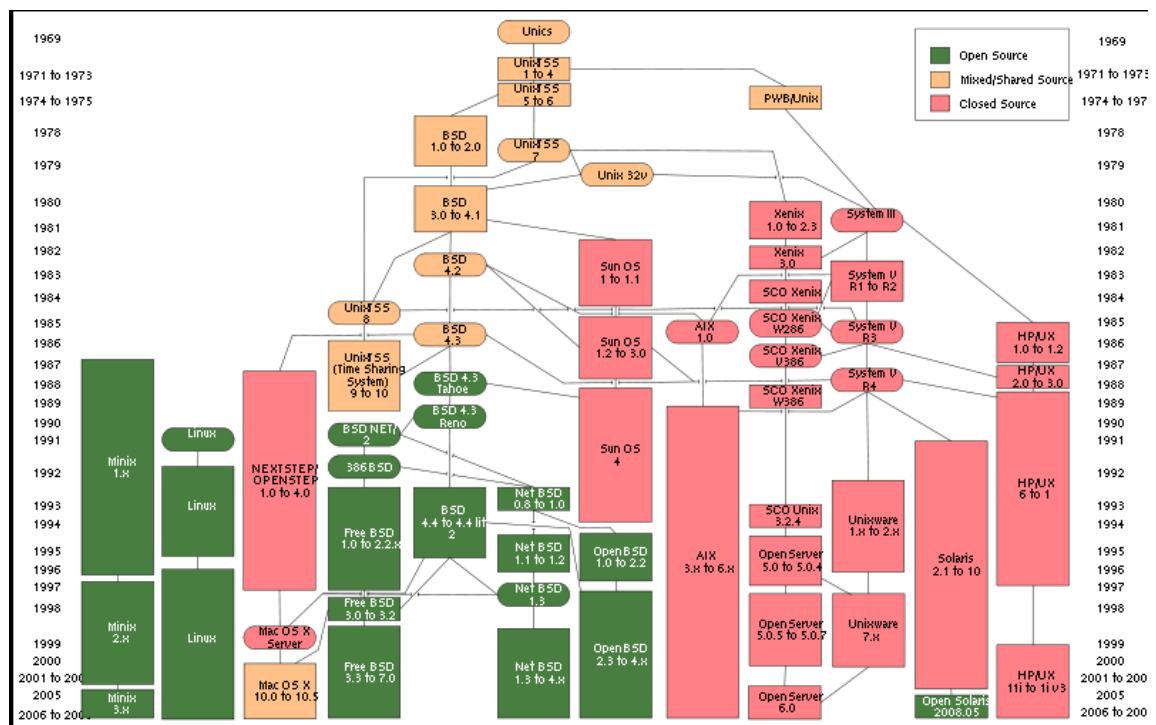 1969
Unics
1969
Open Source
Mixed/Shared Source
Closed Source
1971 to 1973
UnixTSS
1 to 4
1971 to 1973
1974 to 1975
UnixTSS
5 to 6
PWB/Unix
1974 to 197
1978
BSD
1.0 to 2.0
UnixTSS
7
1978
1979
Unix 32v
1979
1980
BSD
3.0 to 4.1
Xenix
1.0 to 2.3
System III
1980
1981
1981
1982
BSD
4.2
Sun OS
1 to 1.1
Xenix
3.0
1982
1983
System V
R1 to R2
1983
1984
UnixTSS
8
SCO Xenix
1984
1985
BSD
4.3
Sun OS
1.2 to 3.0
AIX
1.0
SCO Xenix
W286
System V
R3
HP/UX
1.0 to 1.2
1985
1986
UnixTSS
(Time Sharing
System)
9 to 10
SCO Xenix
V386
1986
1987
HP/UX
2.0 to 3.0
1987
1988
BSD 4.3
Tahoe
SCO Xenix
W386
System V
R4
1988
1989
BSD 4.3
Reno
1989
1990
1990
1991
Linux
BSD NET/
2
Sun OS
4
1991
Minix
1.x
NEXTSTEP/
OPENSTEP
1.0 to 4.0
386 BSD
1992
Linux
Net BSD
0.8 to 1.0
HP/UX
6 to 1
1992
1993
BSD
4.4 to 4.4 lit
2
SCO Unix
3.2.4
Unixware
1.x to 2.x
1993
1994
Free BSD
1.0 to 2.2.x
1994
1995
Net BSD
1.1 to 1.2
Open BSD
1.0 to 2.2
AIX
3.x to 6.x
Open Server
5.0 to 5.0.4
Solaris
2.1 to 10
1995
1996
1996
1997
Net BSD
1.3
1997
1998
Minix
2.x
Linux
Free BSD
3.0 to 3.2
Open Server
5.0.5 to 5.0.7
Unixware
7.x
1998
1999
Mac OS X
Server
Open BSD
2.3 to 4.x
1999
2000
Free BSD
3.3 to 7.0
Net BSD
1.3 to 4.x
2000
2001 to 200
Mac OS X
10.0 to 10.5
HP/UX
11i to 1i v3
2001 to 200
2005
Minix
3.x
Open Server
6.0
Open Solaris
2008.05
2005
2006 to 200
2006 to 200